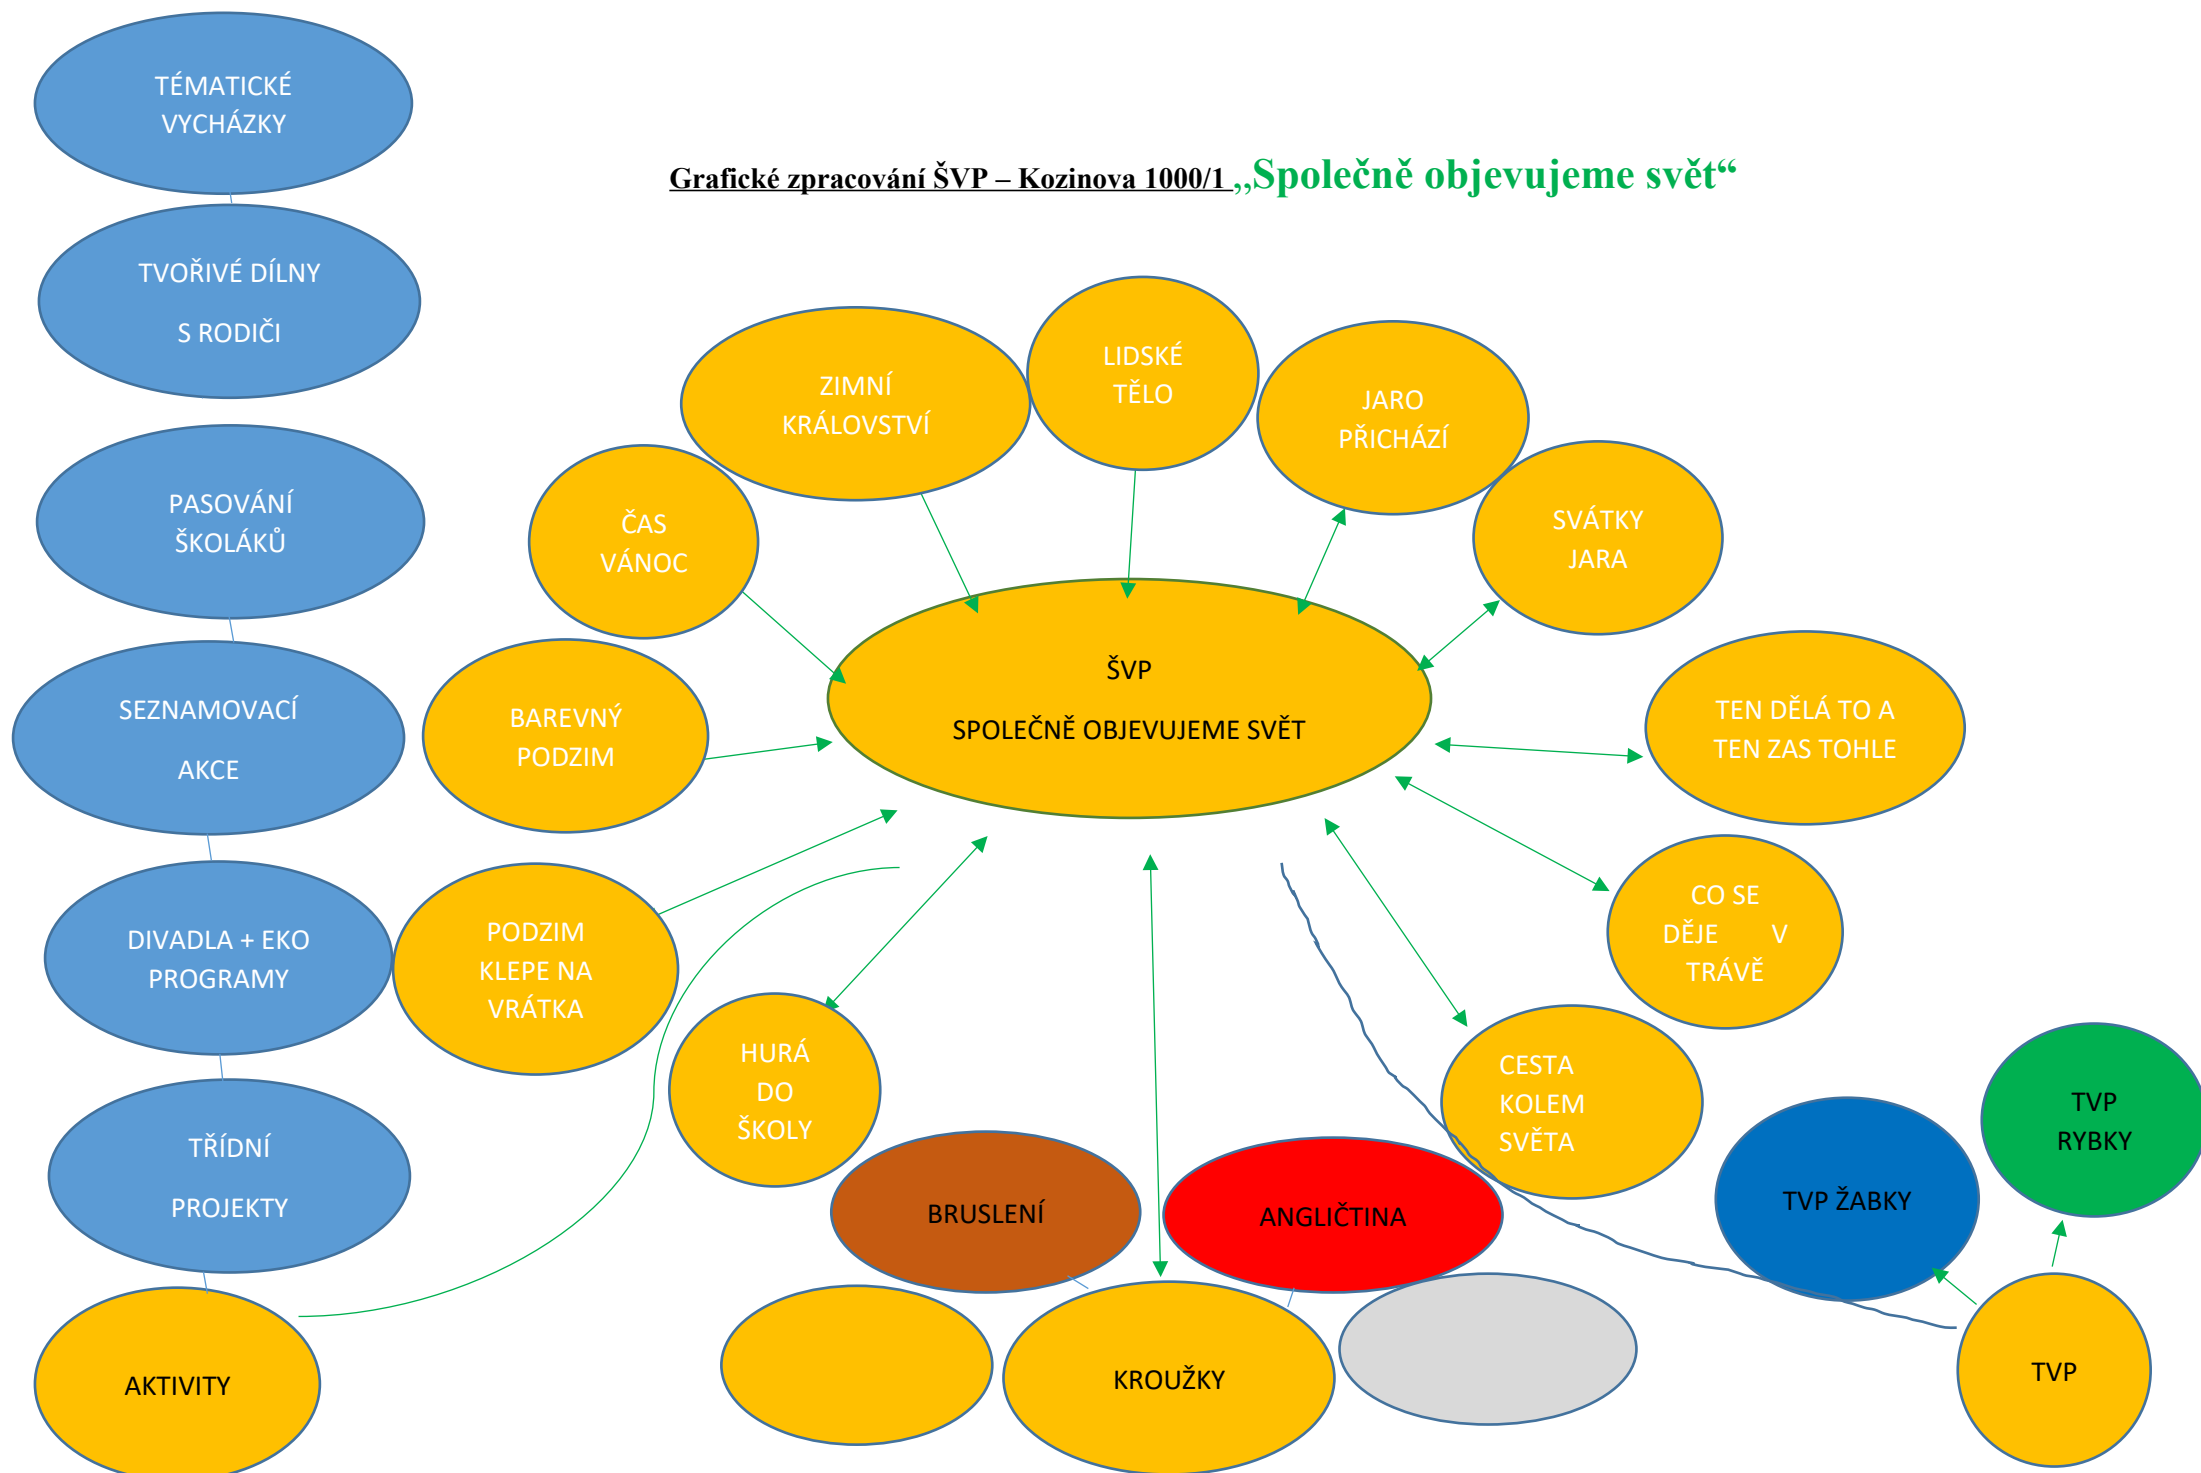 TÉMATICKÉ
VYCHÁZKY
Grafické zpracování ŠVP – Kozinova 1000/1 „Společně objevujeme svět“
TVOŘIVÉ DÍLNY
S RODIČI
PASOVÁNÍ
ŠKOLÁKŮ
SEZNAMOVACÍ
AKCE
DIVADLA + EKO
PROGRAMY
TŘÍDNÍ
PROJEKTY
AKTIVITY
ŠVP
SPOLEČNĚ OBJEVUJEME SVĚT
HURÁ
DO
ŠKOLY
PODZIM
KLEPE NA
VRÁTKA
BAREVNÝ
PODZIM
ČAS
VÁNOC
ZIMNÍ
KRÁLOVSTVÍ
LIDSKÉ
TĚLO
JARO
PŘICHÁZÍ
SVÁTKY
JARA
TEN DĚLÁ TO A
TEN ZAS TOHLE
CO SE
DĚJE V
TRÁVĚ
CESTA
KOLEM
SVĚTA
BRUSLENÍ
ANGLIČTINA
KROUŽKY
TVP ŽABKY
TVP
RYBKY
TVP